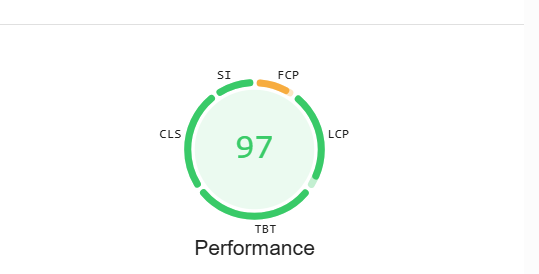 SI
FCP
CLS
97
LCP
TBT
Performance